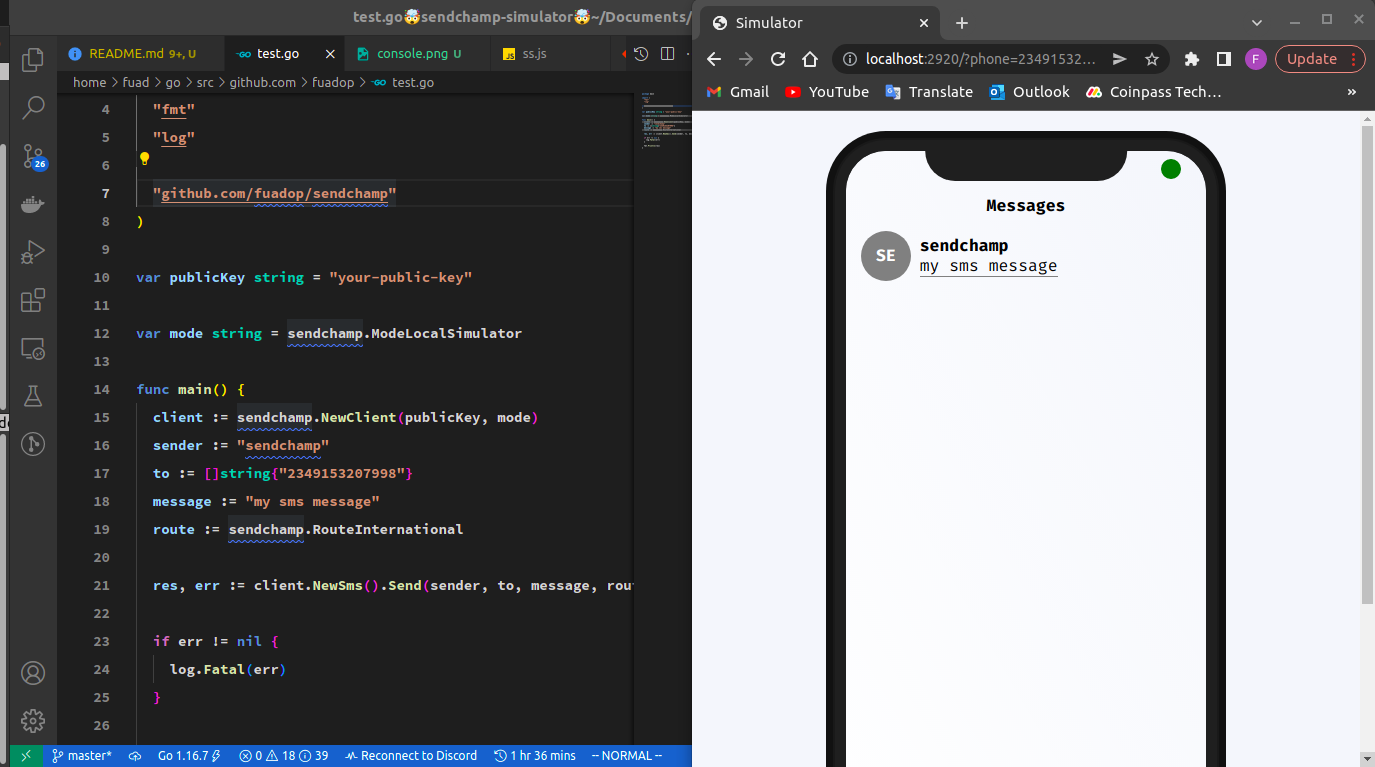 test.go🤯sendchamp-simulator🤯~/Documents/
README.md 9+, U
test.go
console.png U
JS ss.js
home > fuad > go > src > github.com > fuadop > test.go
4 "fmt"
5 "log"
6
7 "github.com/fuadop/sendchamp"
8 )
9
10 var publicKey string = "your-public-key"
11
12 var mode string = sendchamp.ModeLocalSimulator
13
14 func main() {
15 client := sendchamp.NewClient(publicKey, mode)
16 sender := "sendchamp"
17 to := []string{"2349153207998"}
18 message := "my sms message"
19 route := sendchamp.RouteInternational
20
21 res, err := client.NewSms().Send(sender, to, message, rou
22
23 if err != nil {
24 log.Fatal(err)
25 }
26
26
master* Go 1.16.7 0 18 39 Reconnect to Discord 1 hr 36 mins -- NORMAL --
Simulator
localhost:2920/?phone=23491532...
F
Update
Gmail YouTube Translate Outlook Coinpass Tech... »
Messages
SE
sendchamp
my sms message